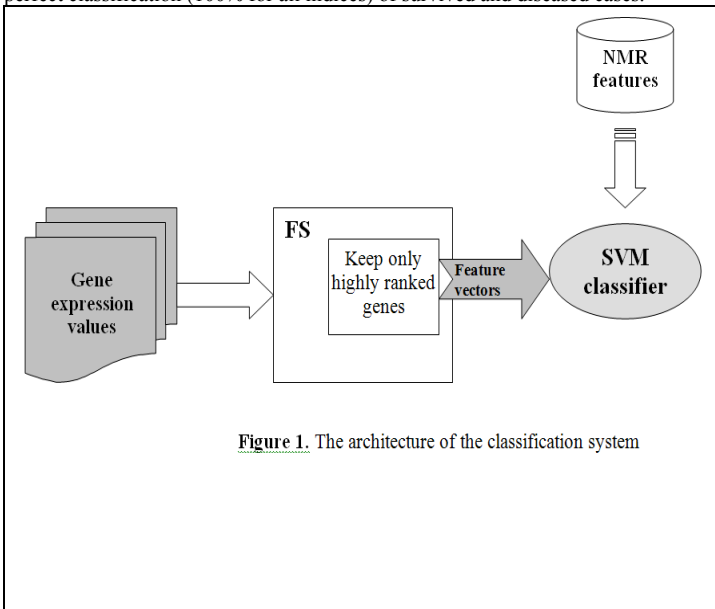 perfect classification (100% for all indices) of survived and diseased cases.
NMR
features
FS
Keep only
highly ranked
genes
Gene
expression
values
Feature
vectors
SVM
classifier
Figure 1. The architecture of the classification system